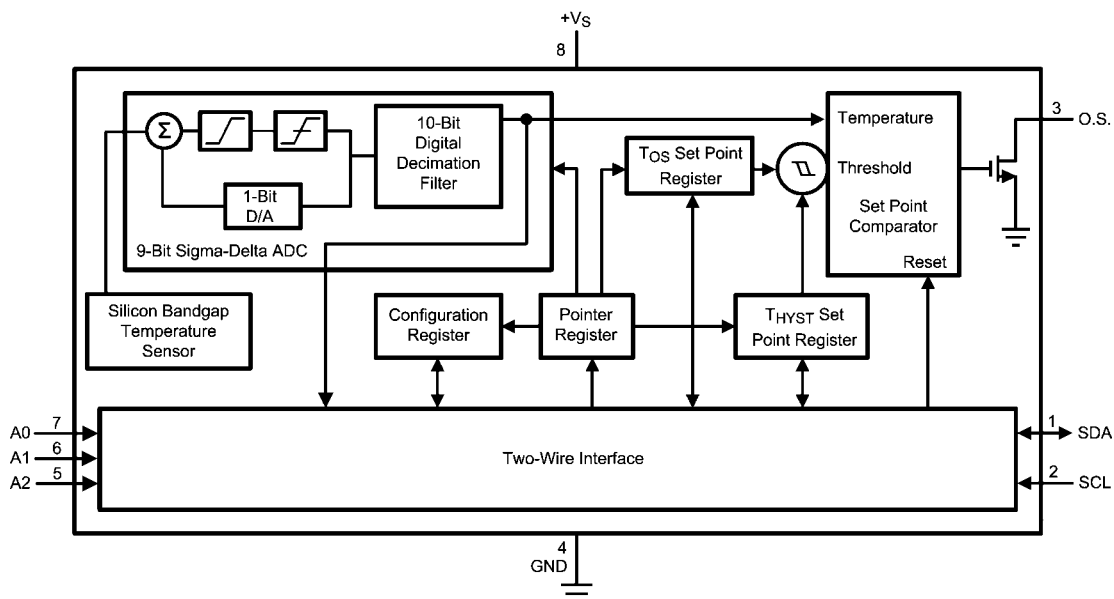 +VS
8
Σ
10-Bit
Digital
Decimation
Filter
1-Bit
D/A
9-Bit Sigma-Delta ADC
Silicon Bandgap
Temperature
Sensor
TOS Set Point
Register
Temperature
Threshold
Set Point
Comparator
Reset
3
O.S.
Configuration
Register
Pointer
Register
THYST Set
Point Register
A0
7
A1
6
A2
5
Two-Wire Interface
1
SDA
2
SCL
4
GND